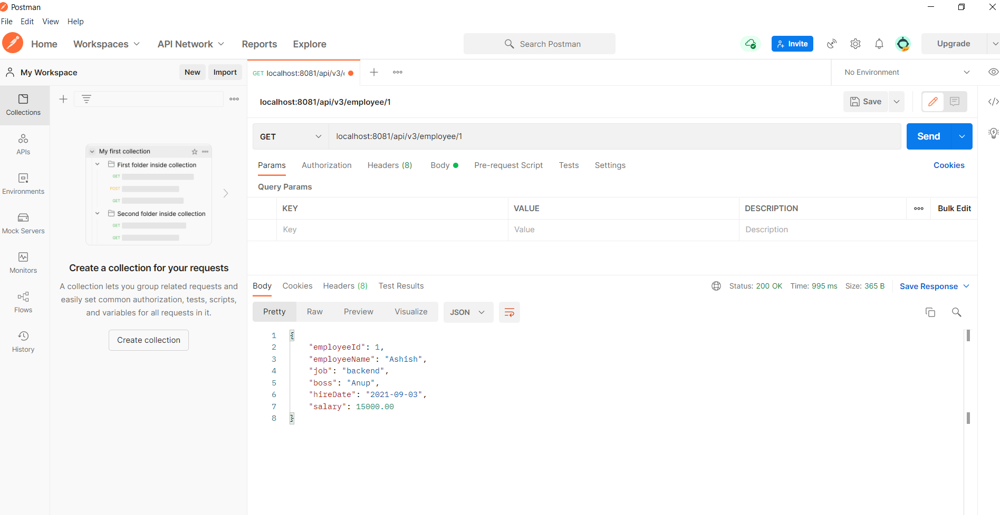 Postman
File Edit View Help
Home Workspaces API Network Reports Explore Search Postman Invite Upgrade
My Workspace New Import GET localhost:8081/api/v3/ No Environment
Collections
APIs
Environments
Mock Servers
Monitors
Flows
History
My first collection
First folder inside collection
GET
POST
GET
Second folder inside collection
GET
GET
Create a collection for your requests
A collection lets you group related requests and
easily set common authorization, tests, scripts,
and variables for all requests in it.
Create collection
localhost:8081/api/v3/employee/1 Save
GET localhost:8081/api/v3/employee/1 Send
Params Authorization Headers (8) Body Pre-request Script Tests Settings Cookies
Query Params
KEY VALUE DESCRIPTION Bulk Edit
Key Value Description
Body Cookies Headers (8) Test Results Status: 200 OK Time: 995 ms Size: 365 B Save Response
Pretty Raw Preview Visualize JSON
1 {
2 "employeeId": 1,
3 "employeeName": "Ashish",
4 "job": "backend",
5 "boss": "Anup",
6 "hireDate": "2021-09-03",
7 "salary": 15000.00
8 }